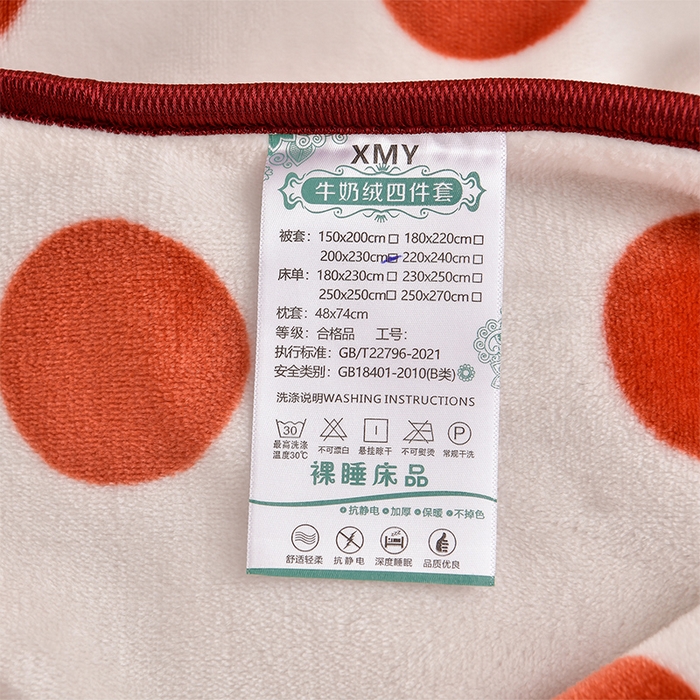 XMY
牛奶绒四件套
被套：150x200cm□ 180x220cm□
200x230cm☑ 220x240cm□
床单：180x230cm□ 230x250cm□
250x250cm□ 250x270cm□
枕套：48x74cm
等级：合格品 工号：
执行标准：GB/T22796-2021
安全类别：GB18401-2010(B类)
洗涤说明WASHING INSTRUCTIONS
30 P
最高洗涤温度30℃ 不可漂白 悬挂晾干 不可熨烫 常规干洗
裸睡床品
抗静电 加厚 保暖 不掉色
舒适轻柔 抗静电 深度睡眠 品质优良